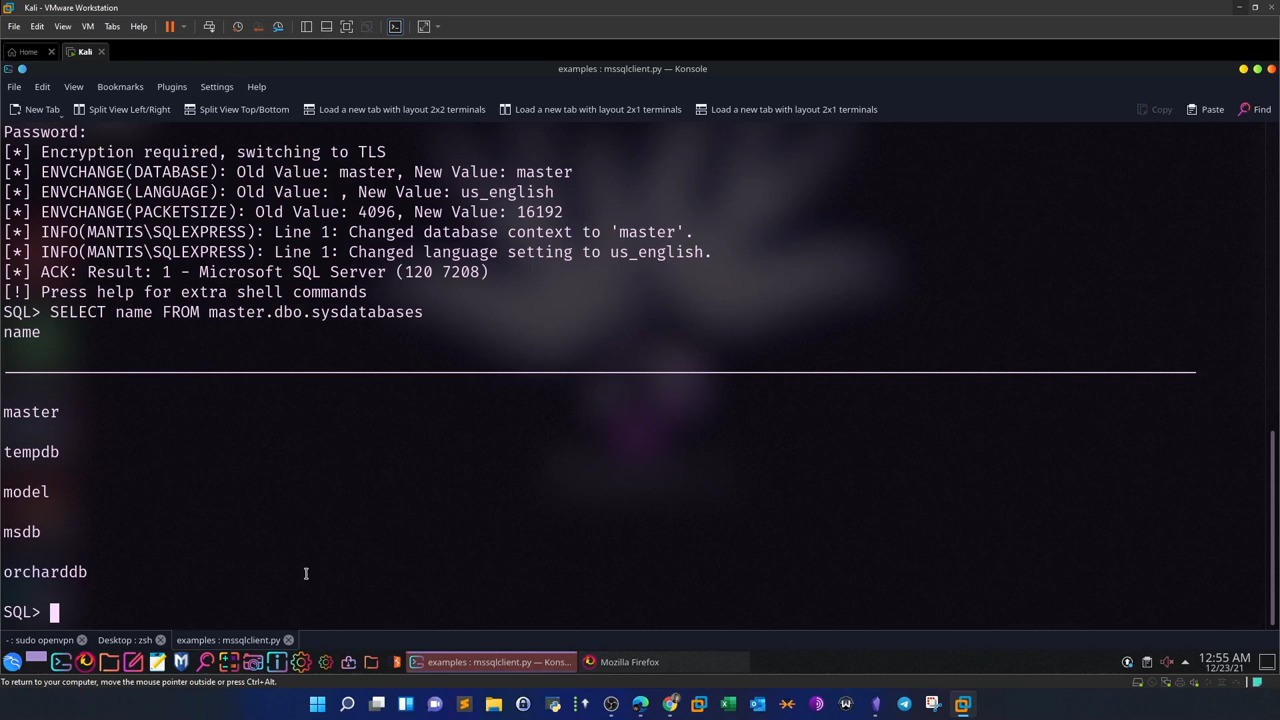 Kali - VMware Workstation
File Edit View VM Tabs Help
Home Kali
examples : mssqlclient.py — Konsole
File Edit View Bookmarks Plugins Settings Help
New Tab Split View Left/Right Split View Top/Bottom Load a new tab with layout 2x2 terminals Load a new tab with layout 2x1 terminals Load a new tab with layout 2x1 terminals Copy Paste Find
Password:
[*] Encryption required, switching to TLS
[*] ENVCHANGE(DATABASE): Old Value: master, New Value: master
[*] ENVCHANGE(LANGUAGE): Old Value: , New Value: us_english
[*] ENVCHANGE(PACKETSIZE): Old Value: 4096, New Value: 16192
[*] INFO(MANTIS\SQLEXPRESS): Line 1: Changed database context to 'master'.
[*] INFO(MANTIS\SQLEXPRESS): Line 1: Changed language setting to us_english.
[*] ACK: Result: 1 - Microsoft SQL Server (120 7208)
[!] Press help for extra shell commands
SQL> SELECT name FROM master.dbo.sysdatabases
name
master
tempdb
model
msdb
orcharddb
SQL>
- : sudo openvpn Desktop : zsh examples : mssqlclient.py
examples : mssqlclient.py — Kons... Mozilla Firefox 12:55 AM
12/23/21
To return to your computer, move the mouse pointer outside or press Ctrl+Alt.